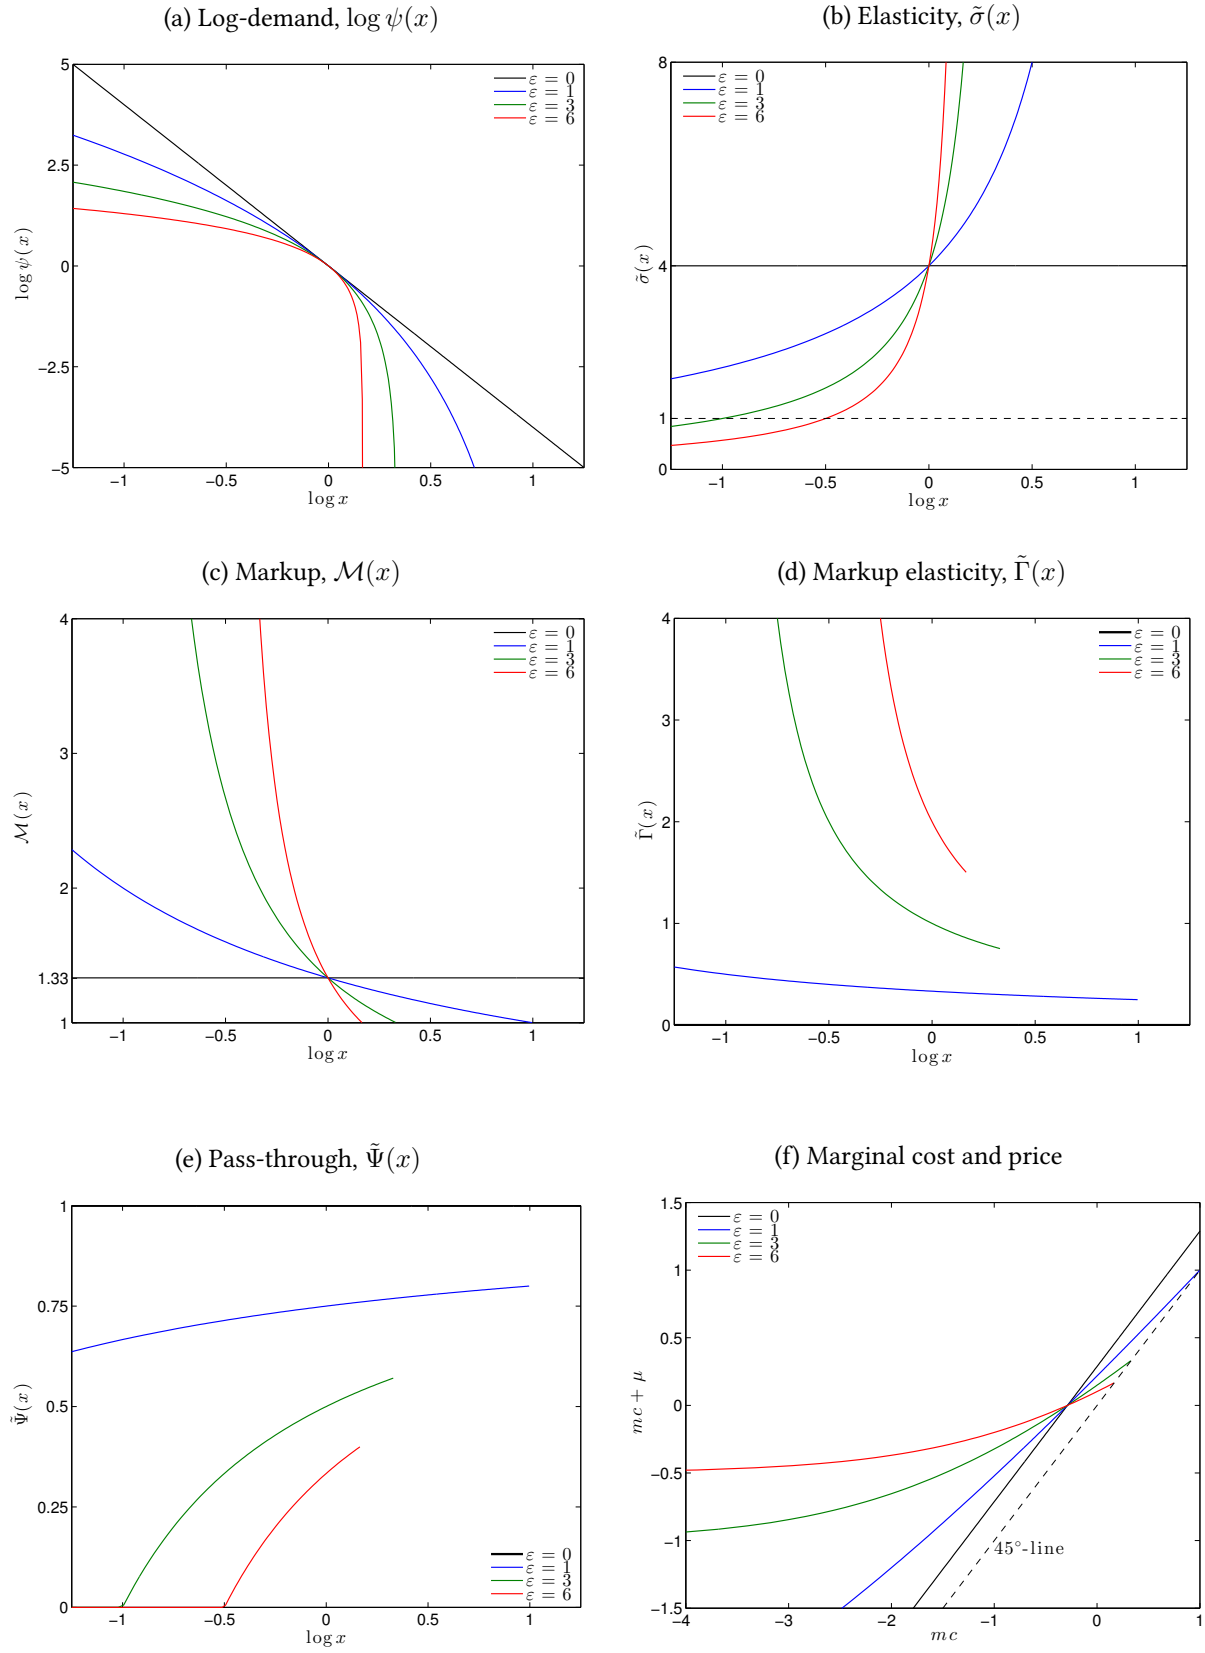 (a) Log-demand, log ψ(x)
5
2.5
0
−2.5
−5
−1
−0.5
0
0.5
1
log x
log ψ(x)
ε = 0
ε = 1
ε = 3
ε = 6
(b) Elasticity, σ̃(x)
8
4
1
0
−1
−0.5
0
0.5
1
log x
σ̃(x)
ε = 0
ε = 1
ε = 3
ε = 6
(c) Markup, ℳ(x)
4
3
2
1.33
1
−1
−0.5
0
0.5
1
log x
ℳ(x)
ε = 0
ε = 1
ε = 3
ε = 6
(d) Markup elasticity, Γ̃(x)
4
3
2
1
0
−1
−0.5
0
0.5
1
log x
Γ̃(x)
ε = 0
ε = 1
ε = 3
ε = 6
(e) Pass-through, Ψ̃(x)
1
0.75
0.5
0.25
0
−1
−0.5
0
0.5
1
log x
Ψ̃(x)
ε = 0
ε = 1
ε = 3
ε = 6
(f) Marginal cost and price
1.5
1
0.5
0
−0.5
−1
−1.5
−4
−3
−2
−1
0
1
mc
mc + μ
ε = 0
ε = 1
ε = 3
ε = 6
45°-line